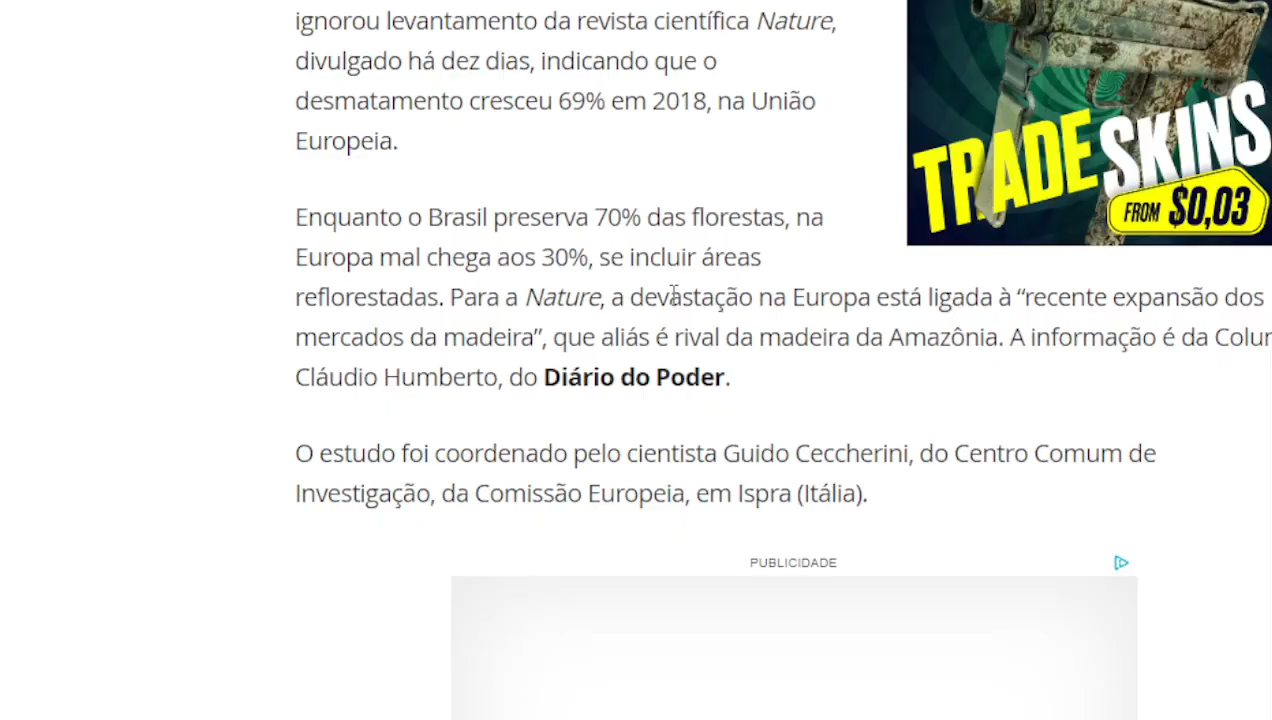 ignorou levantamento da revista científica Nature,
divulgado há dez dias, indicando que o
desmatamento cresceu 69% em 2018, na União
Europeia.
TRADE SKINS
FROM $0,03
Enquanto o Brasil preserva 70% das florestas, na
Europa mal chega aos 30%, se incluir áreas
reflorestadas. Para a Nature, a devastação na Europa está ligada à “recente expansão dos
mercados da madeira”, que aliás é rival da madeira da Amazônia. A informação é da
Cláudio Humberto, do Diário do Poder.
O estudo foi coordenado pelo cientista Guido Ceccherini, do Centro Comum de
Investigação, da Comissão Europeia, em Ispra (Itália).
PUBLICIDADE